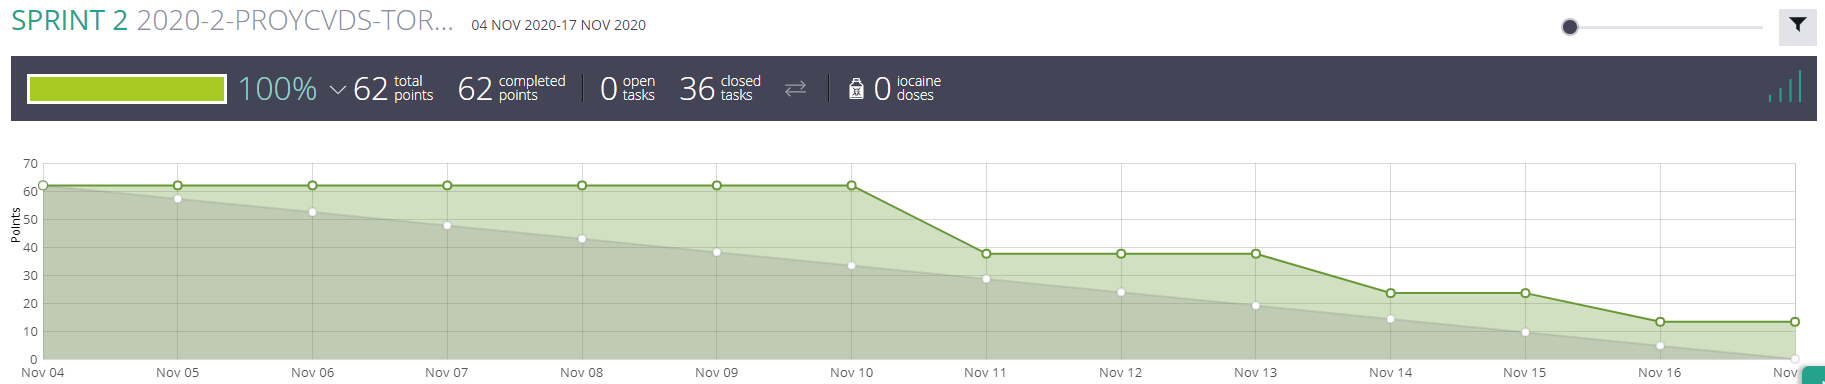 SPRINT 2 2020-2-PROYCVDS-TOR... 04 NOV 2020-17 NOV 2020
100% 62 total points 62 completed points 0 open tasks 36 closed tasks 0 iocaine doses
70
60
50
40
30
20
10
0
Points
Nov 04 Nov 05 Nov 06 Nov 07 Nov 08 Nov 09 Nov 10 Nov 11 Nov 12 Nov 13 Nov 14 Nov 15 Nov 16 Nov